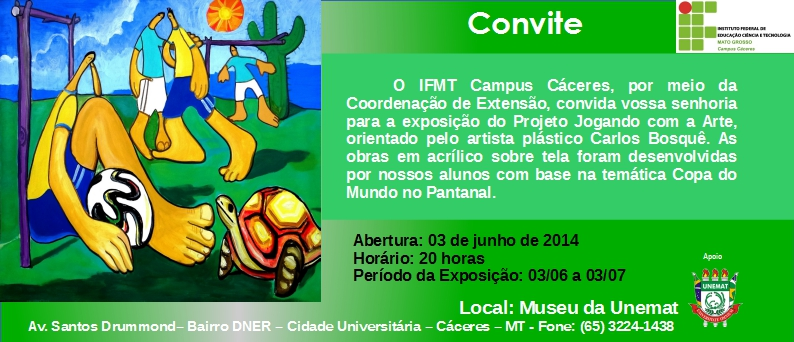 Convite
INSTITUTO FEDERAL DE
EDUCAÇÃO CIÊNCIA E TECNOLOGIA
MATO GROSSO
Campus Cáceres
O IFMT Campus Cáceres, por meio da
Coordenação de Extensão, convida vossa senhoria
para a exposição do Projeto Jogando com a Arte,
orientado pelo artista plástico Carlos Bosquê. As
obras em acrílico sobre tela foram desenvolvidas
por nossos alunos com base na temática Copa do
Mundo no Pantanal.
Abertura: 03 de junho de 2014
Horário: 20 horas
Período da Exposição: 03/06 a 03/07
Apoio
UNEMAT
Local: Museu da Unemat
Av. Santos Drummond– Bairro DNER – Cidade Universitária – Cáceres – MT - Fone: (65) 3224-1438